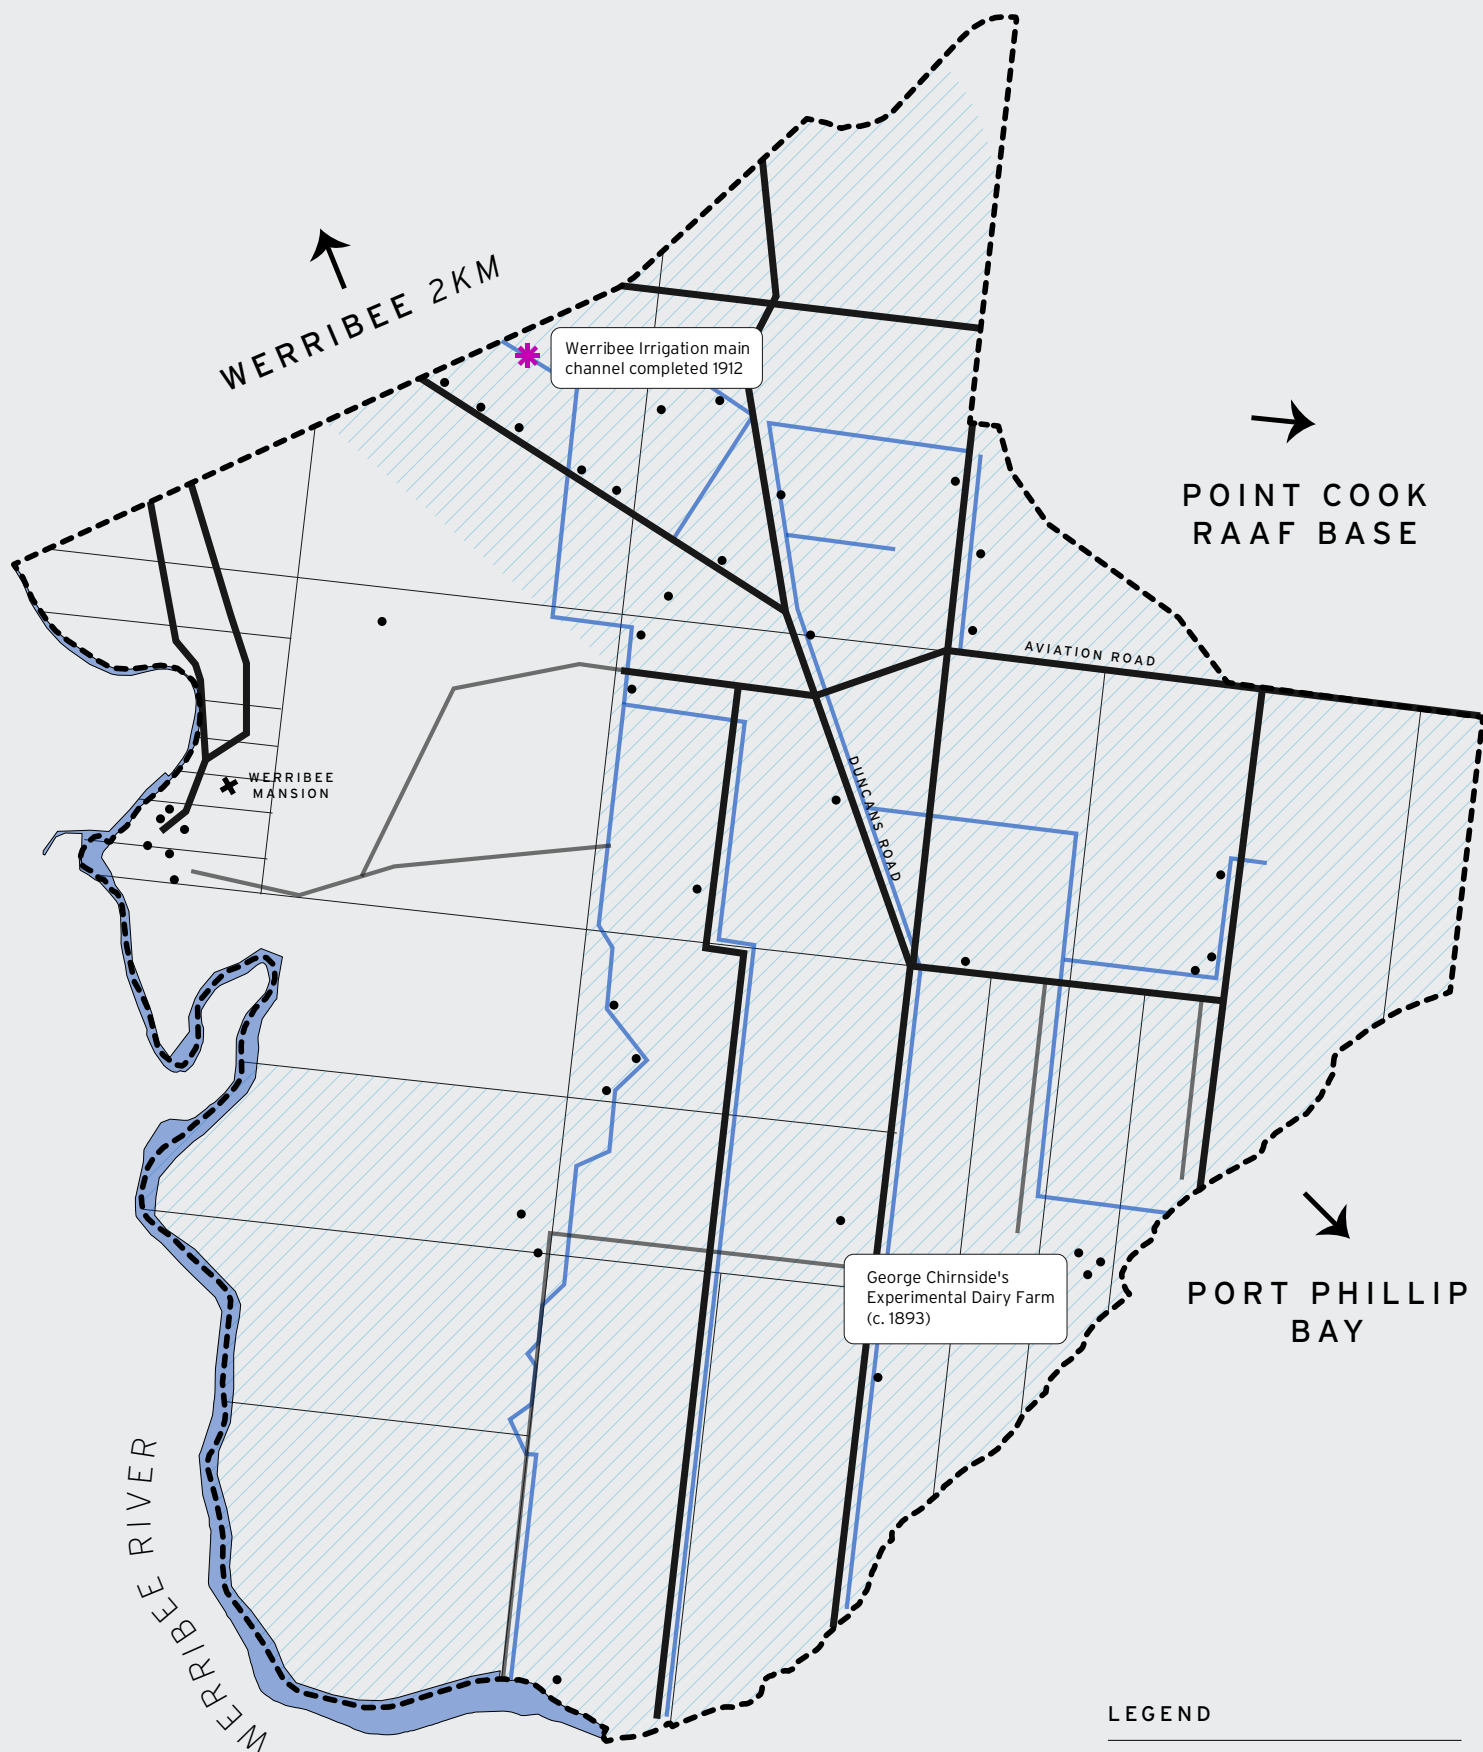 WERRIBEE 2KM
Werribee Irrigation main
channel completed 1912
POINT COOK
RAAF BASE
AVIATION ROAD
WERRIBEE
MANSION
DUNCANS ROAD
George Chirnside's
Experimental Dairy Farm
(c. 1893)
PORT PHILLIP
BAY
WERRIBEE RIVER
LEGEND